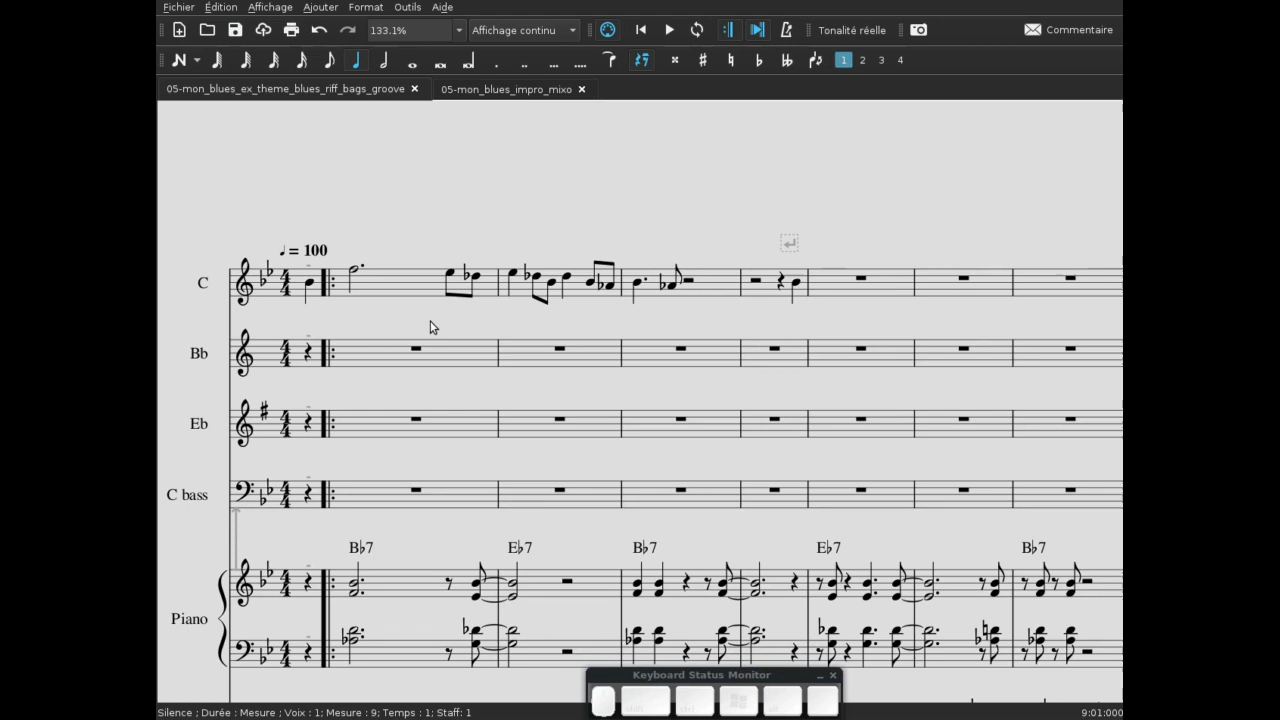 Fichier Édition Affichage Ajouter Format Outils Aide
133.1% Affichage continu Tonalité réelle Commentaire
1 2 3 4
05-mon_blues_ex_theme_blues_riff_bags_groove 05-mon_blues_impro_mixo
♩ = 100
C
Bb
Eb
C bass
B♭7 E♭7 B♭7 E♭7 B♭7
Piano
Keyboard Status Monitor
Silence ; Durée : Mesure ; Voix : 1; Mesure : 9; Temps : 1; Staff: 1 9:01:000